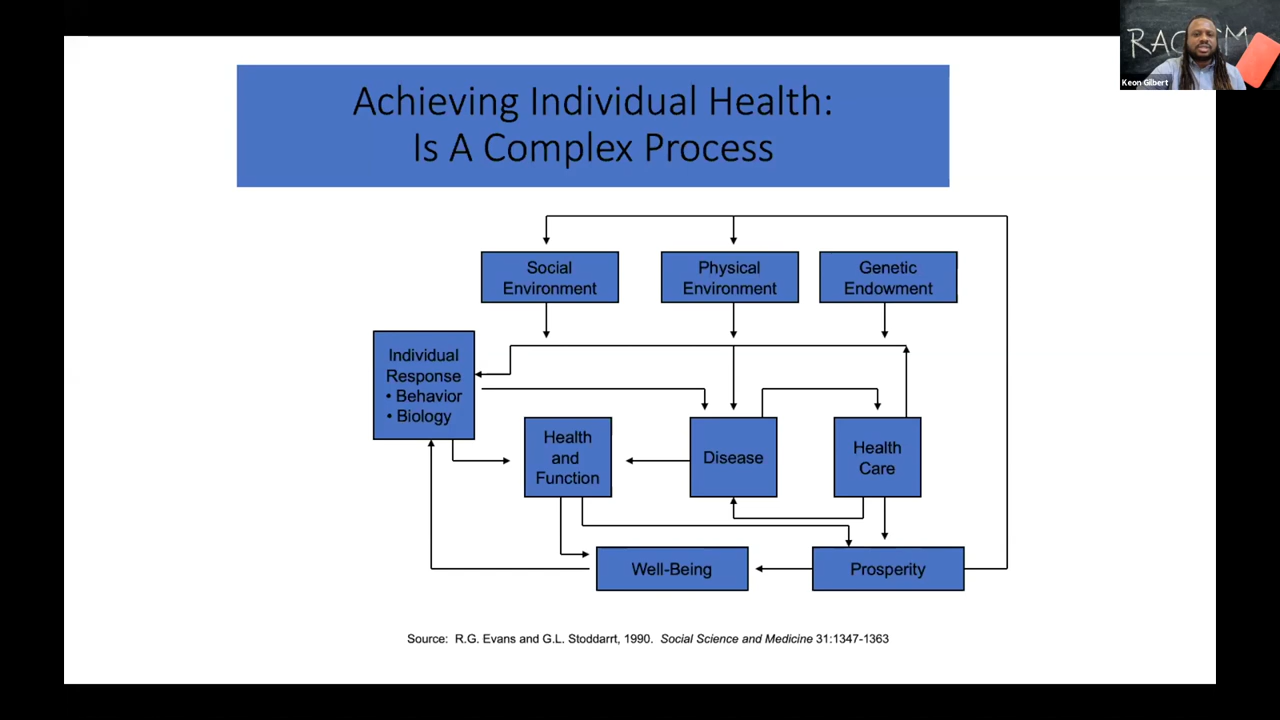 RACISM
Keon Gilbert
Achieving Individual Health:
Is A Complex Process
Social
Environment
Physical
Environment
Genetic
Endowment
Individual
Response
• Behavior
• Biology
Health
and
Function
Disease
Health
Care
Well-Being
Prosperity
Source: R.G. Evans and G.L. Stoddarrt, 1990. Social Science and Medicine 31:1347-1363